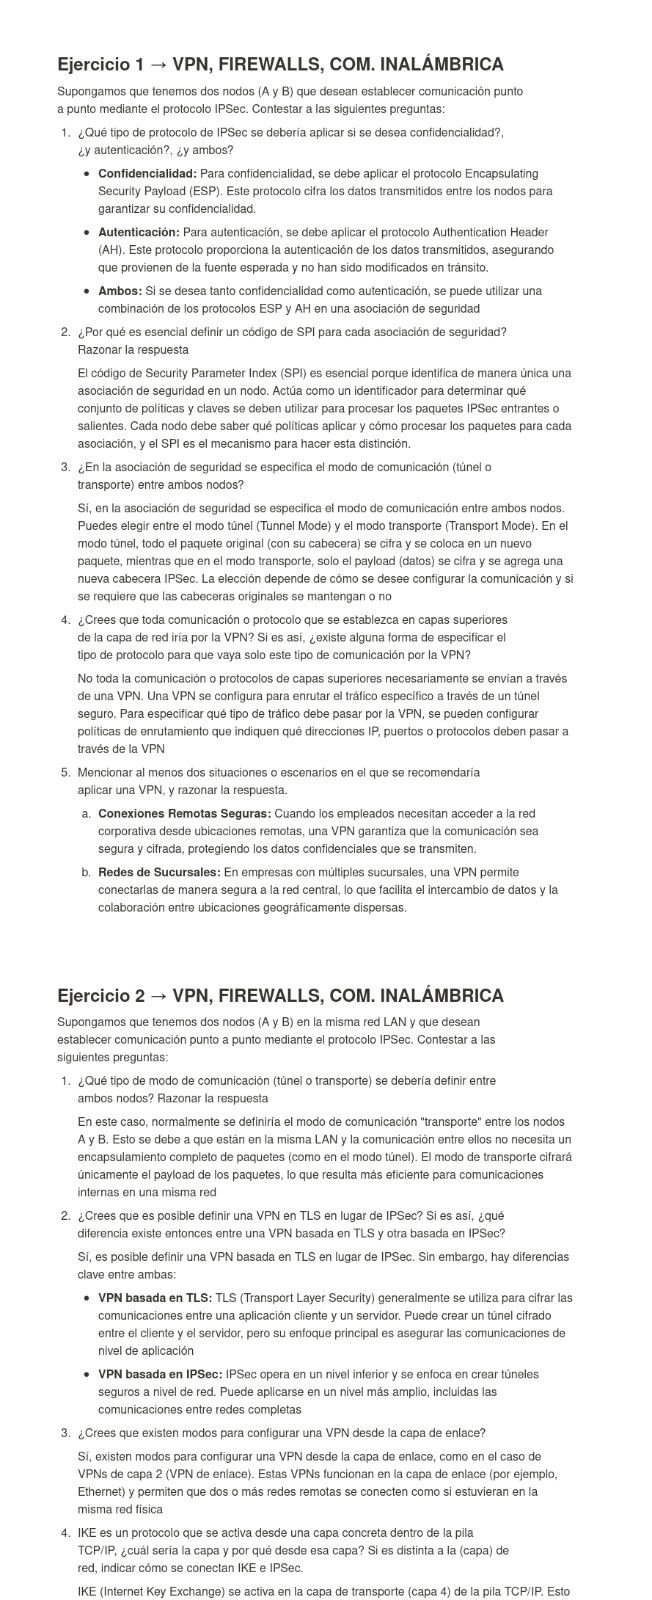 Ejercicio 1 → VPN, FIREWALLS, COM. INALÁMBRICA
Supongamos que tenemos dos nodos (A y B) que desean establecer comunicación punto
a punto mediante el protocolo IPSec. Contestar a las siguientes preguntas:
1. ¿Qué tipo de protocolo de IPSec se debería aplicar si se desea confidencialidad?,
¿y autenticación?, ¿y ambos?
• Confidencialidad: Para confidencialidad, se debe aplicar el protocolo Encapsulating
Security Payload (ESP). Este protocolo cifra los datos transmitidos entre los nodos para
garantizar su confidencialidad.
• Autenticación: Para autenticación, se debe aplicar el protocolo Authentication Header
(AH). Este protocolo proporciona la autenticación de los datos transmitidos, asegurando
que provienen de la fuente esperada y no han sido modificados en tránsito.
• Ambos: Si se desea tanto confidencialidad como autenticación, se puede utilizar una
combinación de los protocolos ESP y AH en una asociación de seguridad
2. ¿Por qué es esencial definir un código de SPI para cada asociación de seguridad?
Razonar la respuesta
El código de Security Parameter Index (SPI) es esencial porque identifica de manera única una
asociación de seguridad en un nodo. Actúa como un identificador para determinar qué
conjunto de políticas y claves se deben utilizar para procesar los paquetes IPSec entrantes o
salientes. Cada nodo debe saber qué políticas aplicar y cómo procesar los paquetes para cada
asociación, y el SPI es el mecanismo para hacer esta distinción.
3. ¿En la asociación de seguridad se especifica el modo de comunicación (túnel o
transporte) entre ambos nodos?
Sí, en la asociación de seguridad se especifica el modo de comunicación entre ambos nodos.
Puedes elegir entre el modo túnel (Tunnel Mode) y el modo transporte (Transport Mode). En el
modo túnel, todo el paquete original (con su cabecera) se cifra y se coloca en un nuevo
paquete, mientras que en el modo transporte, solo el payload (datos) se cifra y se agrega una
nueva cabecera IPSec. La elección depende de cómo se desee configurar la comunicación y si
se requiere que las cabeceras originales se mantengan o no
4. ¿Crees que toda comunicación o protocolo que se establezca en capas superiores
de la capa de red iría por la VPN? Si es así, ¿existe alguna forma de especificar el
tipo de protocolo para que vaya solo este tipo de comunicación por la VPN?
No toda la comunicación o protocolos de capas superiores necesariamente se envían a través
de una VPN. Una VPN se configura para enrutar el tráfico específico a través de un túnel
seguro. Para especificar qué tipo de tráfico debe pasar por la VPN, se pueden configurar
políticas de enrutamiento que indiquen qué direcciones IP, puertos o protocolos deben pasar a
través de la VPN
5. Mencionar al menos dos situaciones o escenarios en el que se recomendaría
aplicar una VPN, y razonar la respuesta.
a. Conexiones Remotas Seguras: Cuando los empleados necesitan acceder a la red
corporativa desde ubicaciones remotas, una VPN garantiza que la comunicación sea
segura y cifrada, protegiendo los datos confidenciales que se transmiten.
b. Redes de Sucursales: En empresas con múltiples sucursales, una VPN permite
conectarlas de manera segura a la red central, lo que facilita el intercambio de datos y la
colaboración entre ubicaciones geográficamente dispersas.
Ejercicio 2 → VPN, FIREWALLS, COM. INALÁMBRICA
Supongamos que tenemos dos nodos (A y B) en la misma red LAN y que desean
establecer comunicación punto a punto mediante el protocolo IPSec. Contestar a las
siguientes preguntas:
1. ¿Qué tipo de modo de comunicación (túnel o transporte) se debería definir entre
ambos nodos? Razonar la respuesta
En este caso, normalmente se definiría el modo de comunicación "transporte" entre los nodos
A y B. Esto se debe a que están en la misma LAN y la comunicación entre ellos no necesita un
encapsulamiento completo de paquetes (como en el modo túnel). El modo de transporte cifrará
únicamente el payload de los paquetes, lo que resulta más eficiente para comunicaciones
internas en una misma red
2. ¿Crees que es posible definir una VPN en TLS en lugar de IPSec? Si es así, ¿qué
diferencia existe entonces entre una VPN basada en TLS y otra basada en IPSec?
Sí, es posible definir una VPN basada en TLS en lugar de IPSec. Sin embargo, hay diferencias
clave entre ambas:
• VPN basada en TLS: TLS (Transport Layer Security) generalmente se utiliza para cifrar las
comunicaciones entre una aplicación cliente y un servidor. Puede crear un túnel cifrado
entre el cliente y el servidor, pero su enfoque principal es asegurar las comunicaciones de
nivel de aplicación
• VPN basada en IPSec: IPSec opera en un nivel inferior y se enfoca en crear túneles
seguros a nivel de red. Puede aplicarse en un nivel más amplio, incluidas las
comunicaciones entre redes completas
3. ¿Crees que existen modos para configurar una VPN desde la capa de enlace?
Sí, existen modos para configurar una VPN desde la capa de enlace, como en el caso de
VPNs de capa 2 (VPN de enlace). Estas VPNs funcionan en la capa de enlace (por ejemplo,
Ethernet) y permiten que dos o más redes remotas se conecten como si estuvieran en la
misma red física
4. IKE es un protocolo que se activa desde una capa concreta dentro de la pila
TCP/IP, ¿cuál sería la capa y por qué desde esa capa? Si es distinta a la (capa) de
red, indicar cómo se conectan IKE e IPSec.
IKE (Internet Key Exchange) se activa en la capa de transporte (capa 4) de la pila TCP/IP. Esto